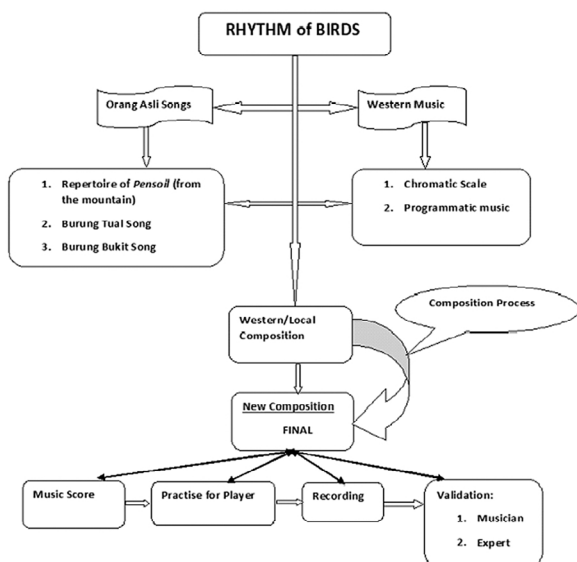 RHYTHM of BIRDS
Orang Asli Songs
Western Music
1. Repertoire of Pensoil (from
the mountain)
2. Burung Tual Song
3. Burung Bukit Song
1. Chromatic Scale
2. Programmatic music
Western/Local
Composition
Composition Process
New Composition
FINAL
Music Score
Practise for Player
Recording
Validation:
1. Musician
2. Expert